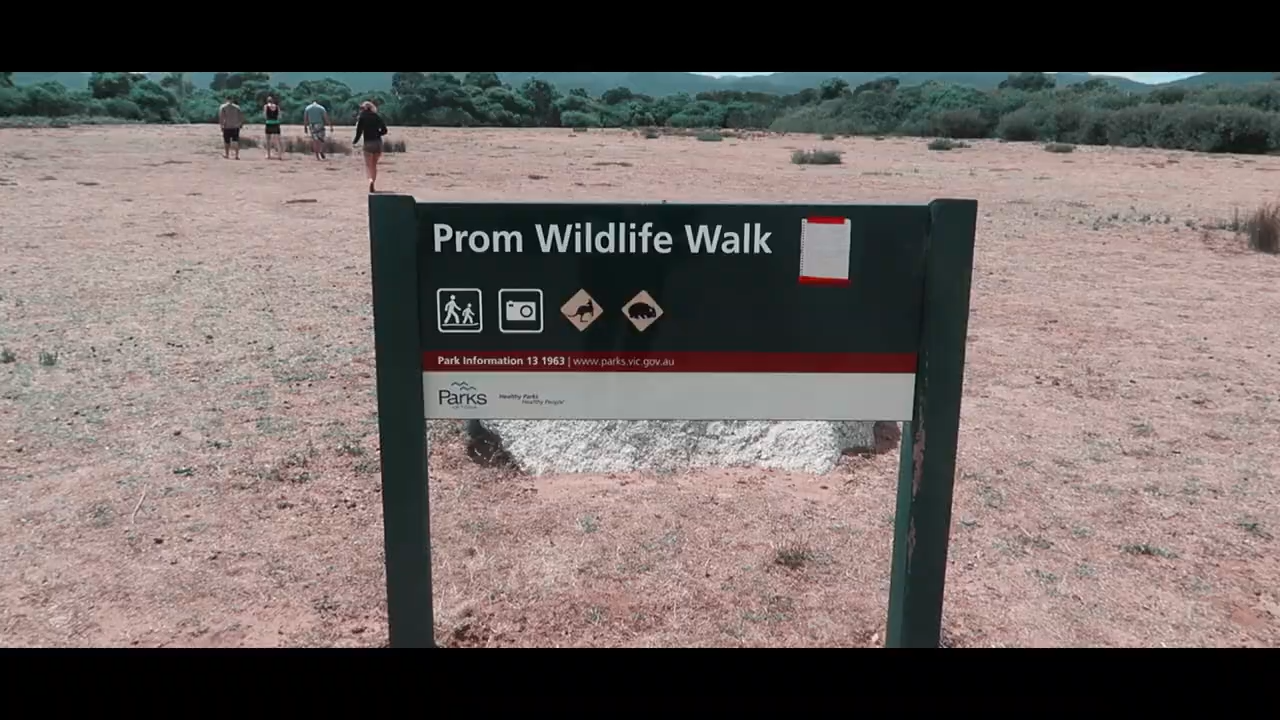 Prom Wildlife Walk
Park Information 13 1963 | www.parks.vic.gov.au
Parks
Healthy Parks
Healthy People